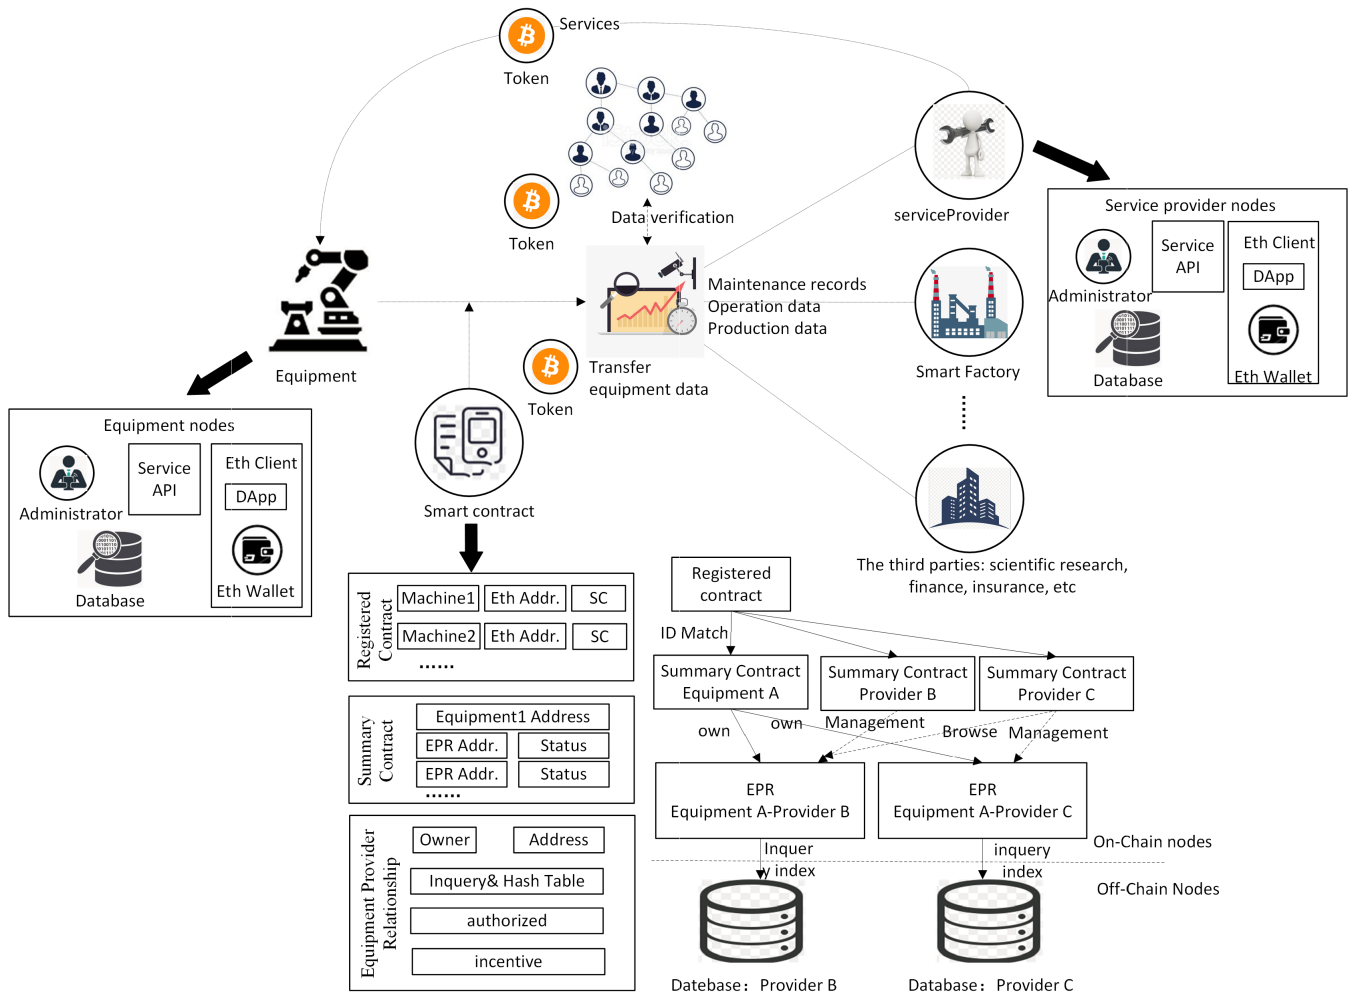 Services
Token
Token
Data verification
serviceProvider
Service provider nodes
Administrator
Service
API
Eth Client
DApp
Eth Wallet
Database
Equipment
Maintenance records
Operation data
Production data
Transfer
equipment data
Token
Smart Factory
Smart contract
The third parties: scientific research,
finance, insurance, etc
Equipment nodes
Administrator
Service
API
Eth Client
DApp
Eth Wallet
Database
Registered
Contract
Machine1
Eth Addr.
SC
Machine2
Eth Addr.
SC
......
Summary
Contract
Equipment1 Address
EPR Addr.
Status
EPR Addr.
Status
......
Equipment Provider
Relationship
Owner
Address
Inquery& Hash Table
authorized
incentive
Registered
contract
ID Match
Summary Contract
Equipment A
Summary Contract
Provider B
Summary Contract
Provider C
own
own
Management
Browse
Management
EPR
Equipment A-Provider B
EPR
Equipment A-Provider C
Inquer
y index
inquery
index
On-Chain nodes
Off-Chain Nodes
Datebase：Provider B
Database：Provider C